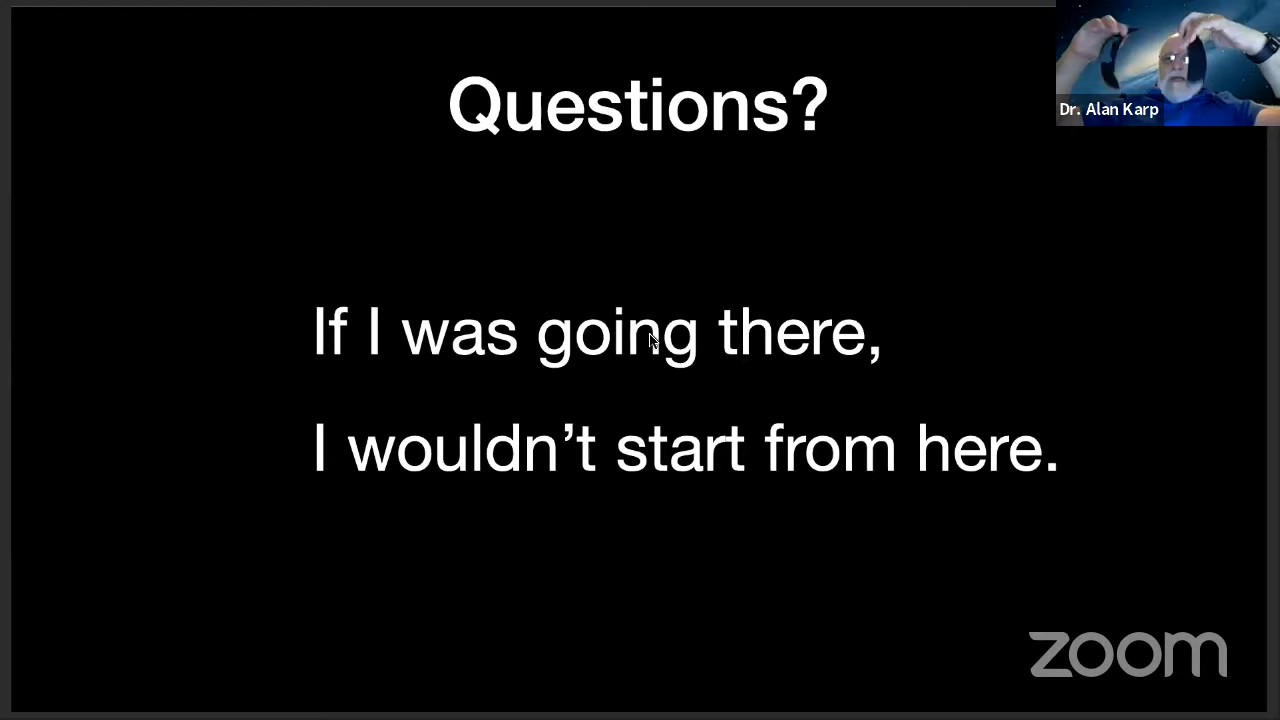 Questions?
Dr. Alan Karp
If I was going there,
I wouldn’t start from here.
zoom